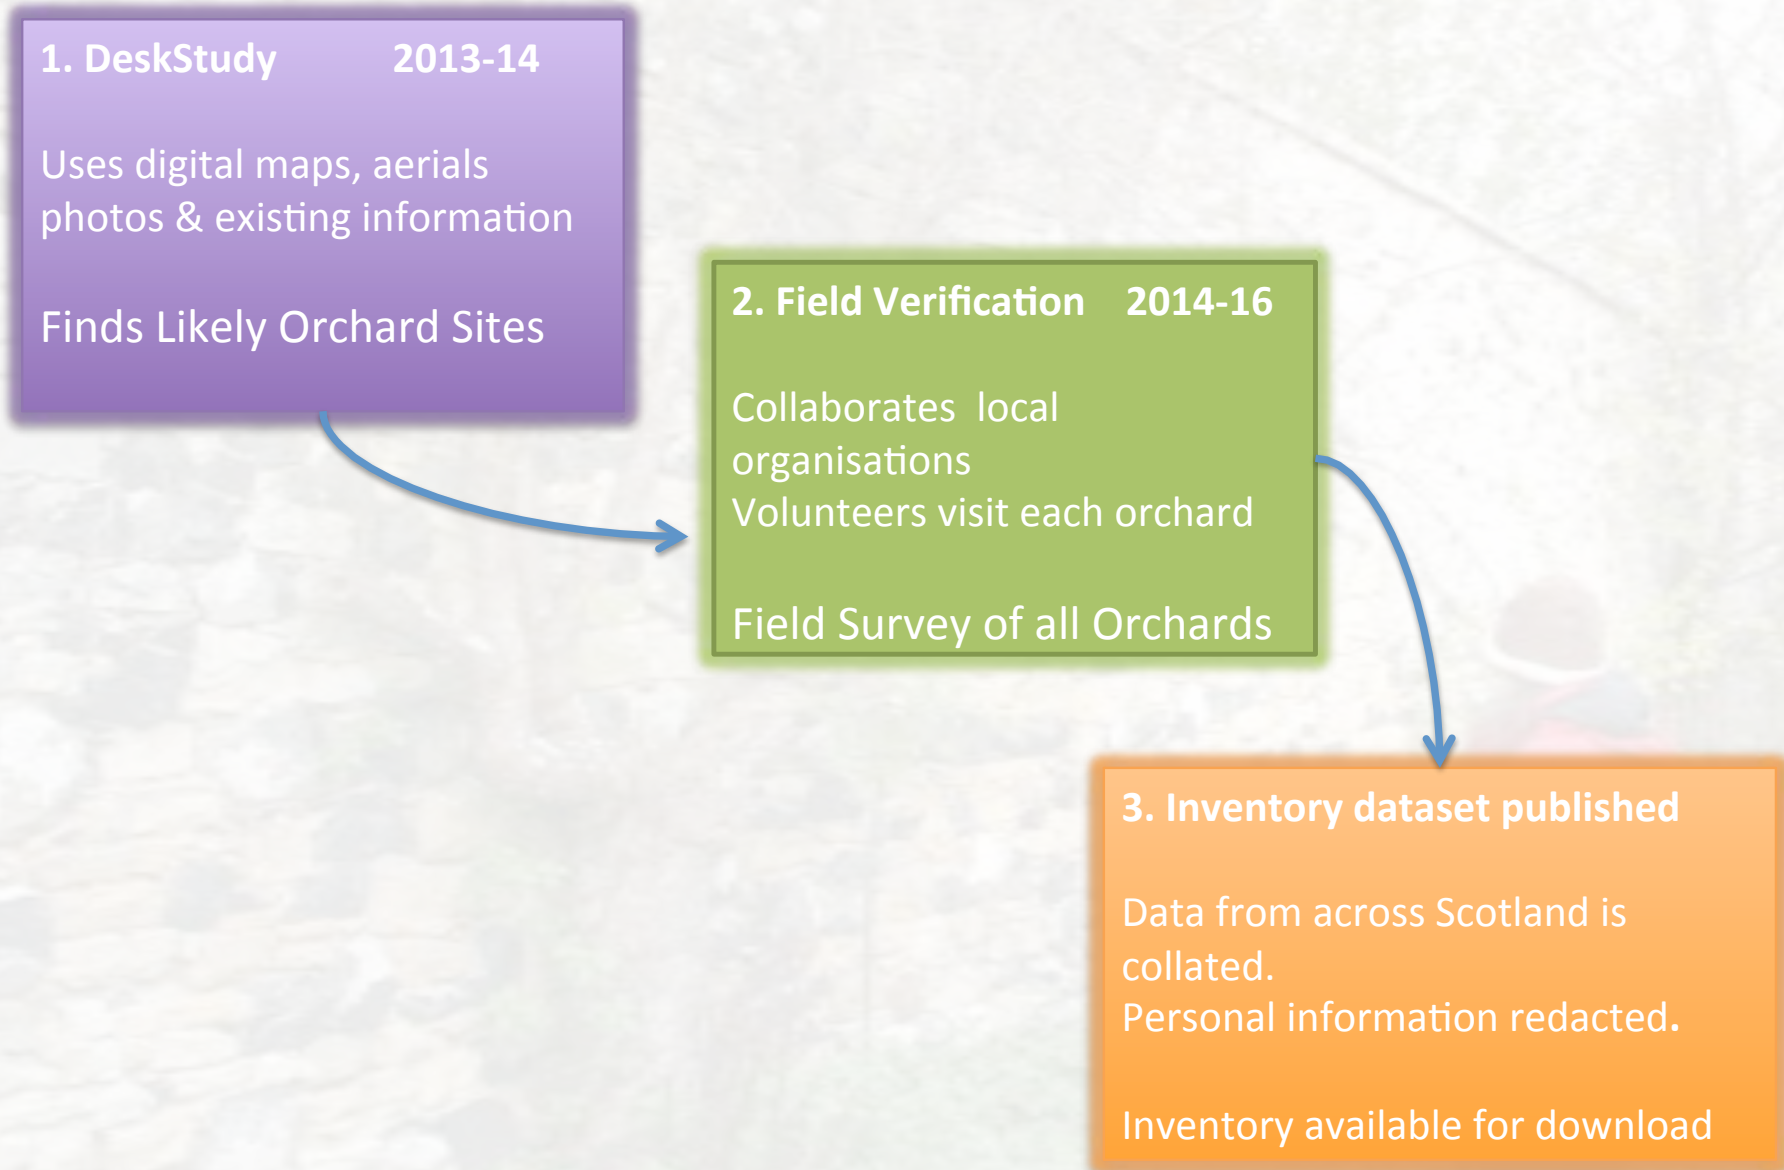 1. DeskStudy 2013-14
Uses digital maps, aerials
photos & existing information
Finds Likely Orchard Sites
2. Field Verification 2014-16
Collaborates local
organisations
Volunteers visit each orchard
Field Survey of all Orchards
3. Inventory dataset published
Data from across Scotland is
collated.
Personal information redacted.
Inventory available for download